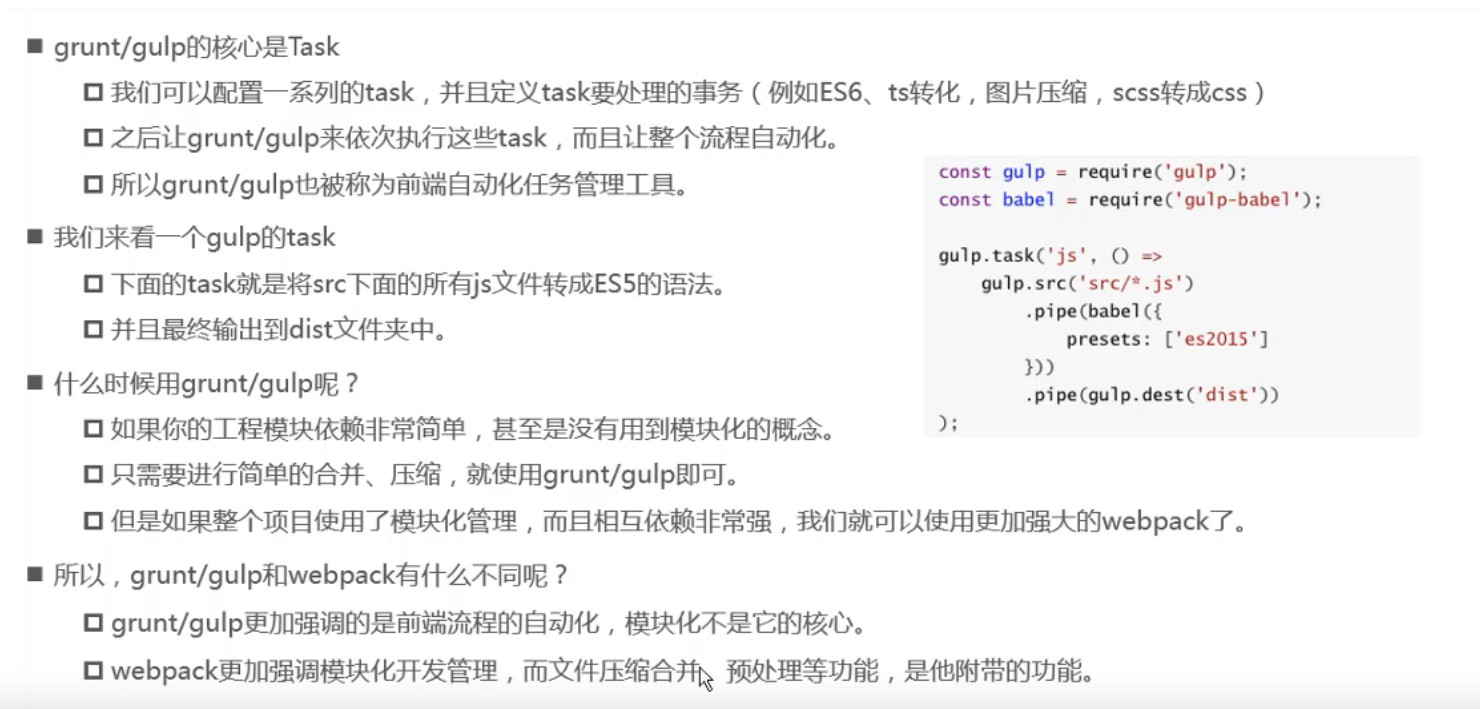 ■ grunt/gulp的核心是Task
□ 我们可以配置一系列的task，并且定义task要处理的事务（例如ES6、ts转化，图片压缩，scss转成css）
□ 之后让grunt/gulp来依次执行这些task，而且让整个流程自动化。
□ 所以grunt/gulp也被称为前端自动化任务管理工具。
■ 我们来看一个gulp的task
□ 下面的task就是将src下面的所有js文件转成ES5的语法。
□ 并且最终输出到dist文件夹中。
■ 什么时候用grunt/gulp呢？
□ 如果你的工程模块依赖非常简单，甚至是没有用到模块化的概念。
□ 只需要进行简单的合并、压缩，就使用grunt/gulp即可。
□ 但是如果整个项目使用了模块化管理，而且相互依赖非常强，我们就可以使用更加强大的webpack了。
■ 所以，grunt/gulp和webpack有什么不同呢？
□ grunt/gulp更加强调的是前端流程的自动化，模块化不是它的核心。
□ webpack更加强调模块化开发管理，而文件压缩合并、预处理等功能，是他附带的功能。
const gulp = require('gulp');
const babel = require('gulp-babel');
gulp.task('js', () =>
    gulp.src('src/*.js')
        .pipe(babel({
            presets: ['es2015']
        }))
        .pipe(gulp.dest('dist'))
);